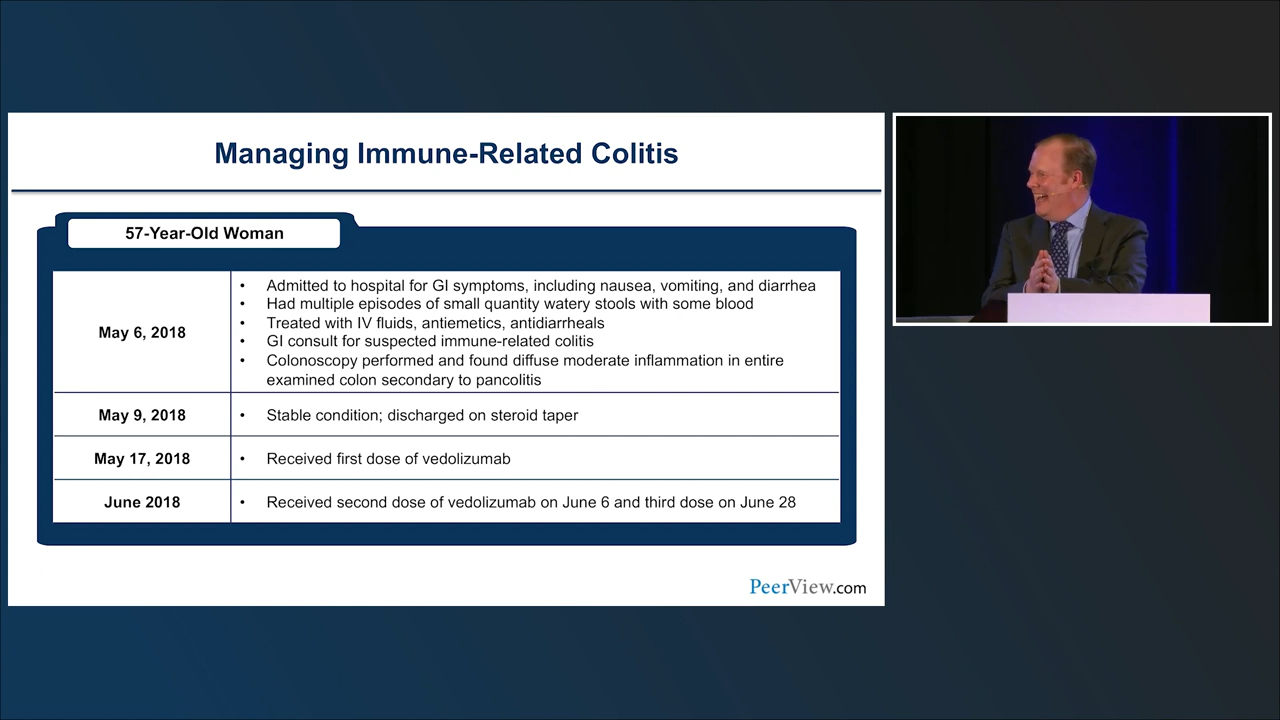 Managing Immune-Related Colitis
57-Year-Old Woman
May 6, 2018
• Admitted to hospital for GI symptoms, including nausea, vomiting, and diarrhea
• Had multiple episodes of small quantity watery stools with some blood
• Treated with IV fluids, antiemetics, antidiarrheals
• GI consult for suspected immune-related colitis
• Colonoscopy performed and found diffuse moderate inflammation in entire
examined colon secondary to pancolitis
May 9, 2018
• Stable condition; discharged on steroid taper
May 17, 2018
• Received first dose of vedolizumab
June 2018
• Received second dose of vedolizumab on June 6 and third dose on June 28
PeerView.com